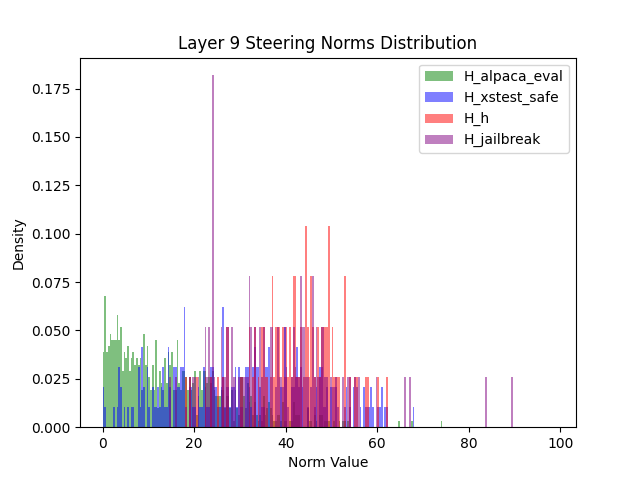 Layer 9 Steering Norms Distribution
H_alpaca_eval
H_xstest_safe
H_h
H_jailbreak
Density
0.175
0.150
0.125
0.100
0.075
0.050
0.025
0.000
0 20 40 60 80 100
Norm Value